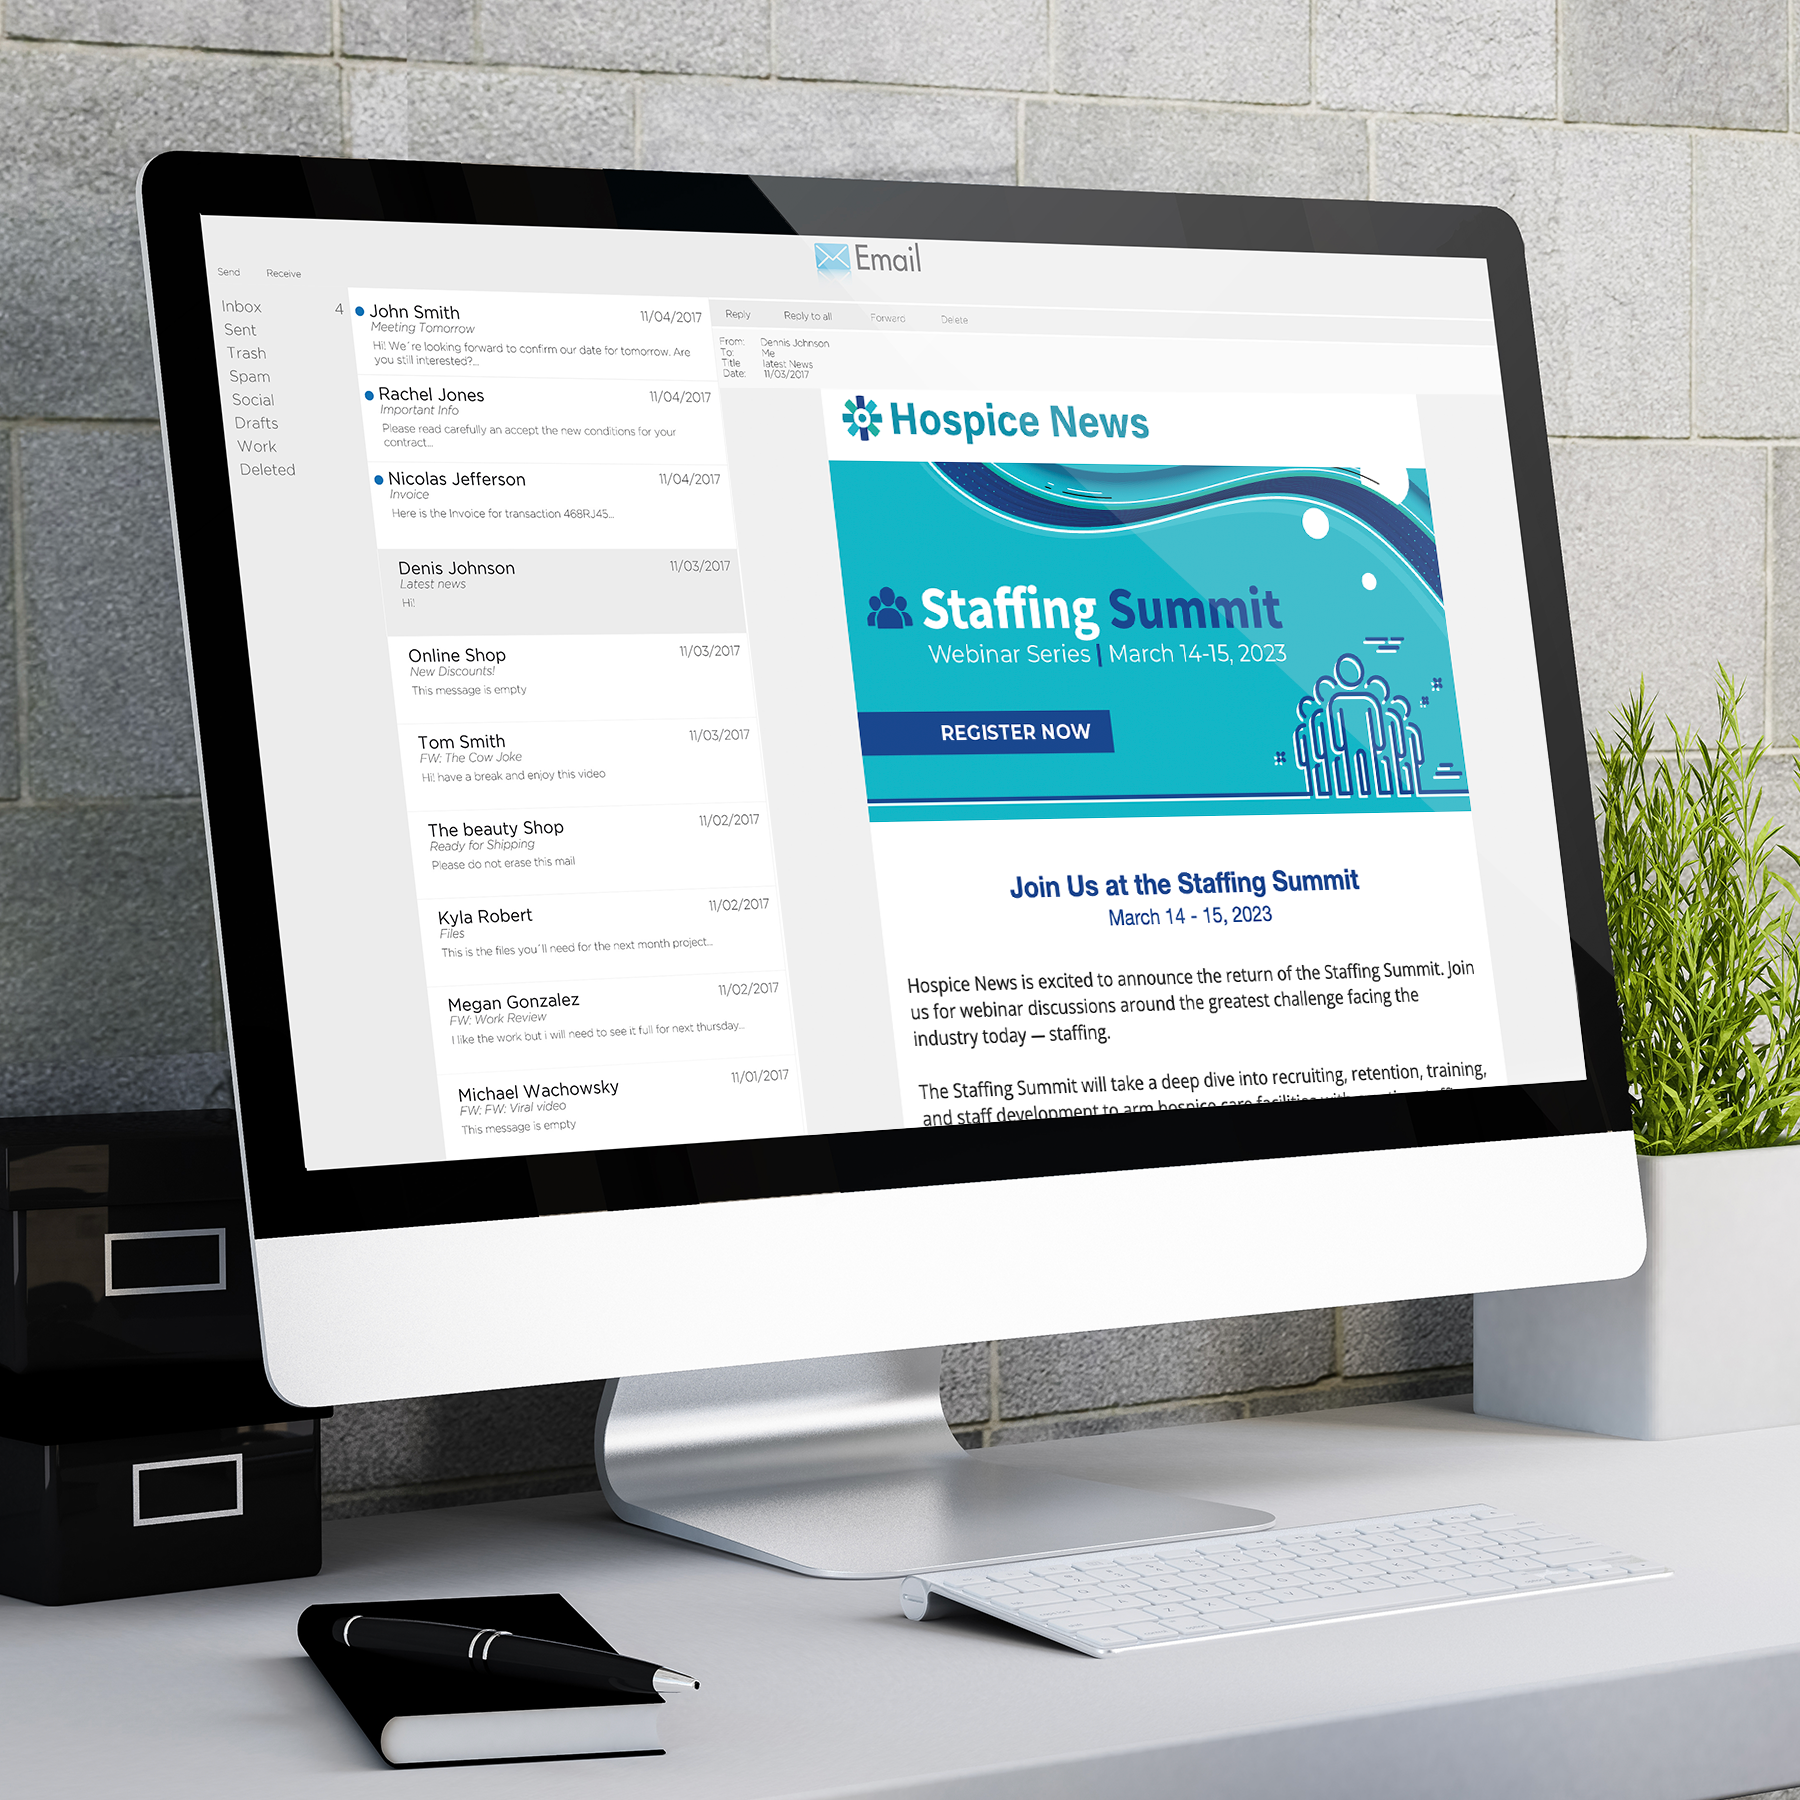 Email
Send Receive
Inbox 4
Sent
Trash
Spam
Social
Drafts
Work
Deleted
John Smith 11/04/2017
Meeting Tomorrow
Hi! We´re looking forward to confirm our date for tomorrow. Are
you still interested?...
Rachel Jones 11/04/2017
Important Info
Please read carefully an accept the new conditions for your
contract...
Nicolas Jefferson 11/04/2017
Invoice
Here is the Invoice for transaction 468RJ45...
Denis Johnson 11/03/2017
Latest news
Hi!
Online Shop 11/03/2017
New Discounts!
This message is empty
Tom Smith 11/03/2017
FW: The Cow Joke
Hi! have a break and enjoy this video
The beauty Shop 11/02/2017
Ready for Shipping
Please do not erase this mail
Kyla Robert 11/02/2017
Files
This is the files you´ll need for the next month project...
Megan Gonzalez 11/02/2017
FW: Work Review
I like the work but i will need to see it full for next thursday...
Michael Wachowsky 11/01/2017
FW: FW: Viral video
This message is empty
Reply Reply to all Forward Delete
From: Dennis Johnson
To: Me
Title latest News
Date: 11/03/2017
Hospice News
Staffing Summit
Webinar Series | March 14-15, 2023
REGISTER NOW
Join Us at the Staffing Summit
March 14 - 15, 2023
Hospice News is excited to announce the return of the Staffing Summit. Join
us for webinar discussions around the greatest challenge facing the
industry today — staffing.
The Staffing Summit will take a deep dive into recruiting, retention, training,
and staff development to arm hospice care facilities with